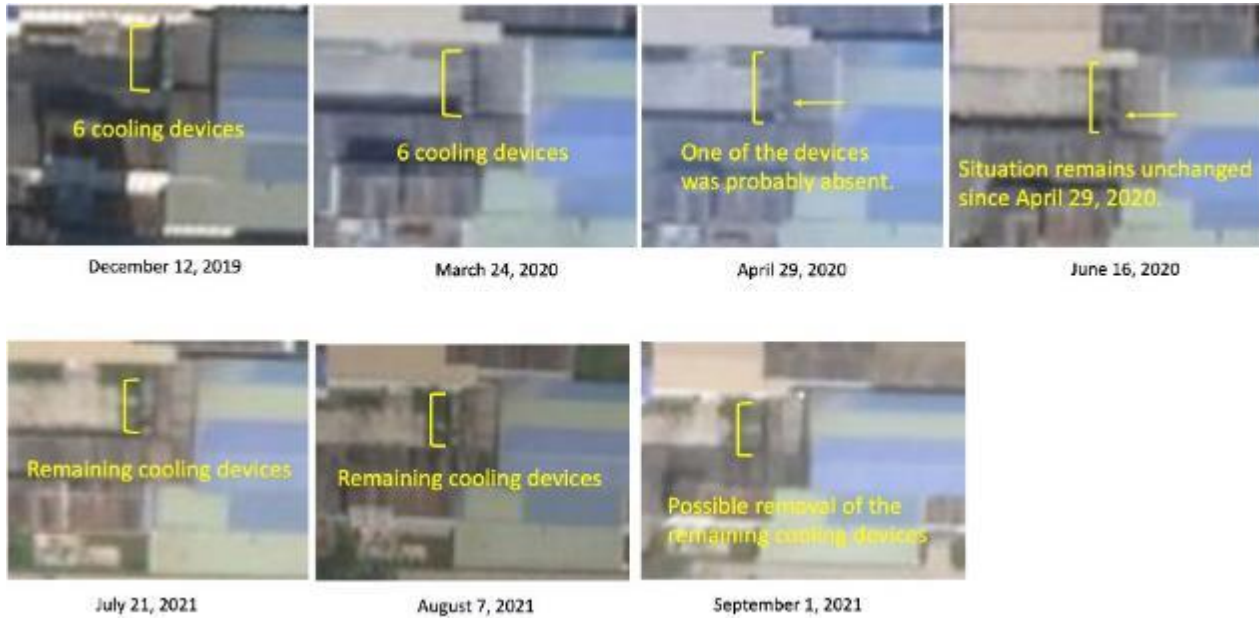 6 cooling devices
6 cooling devices
One of the devices
was probably absent.
Situation remains unchanged
since April 29, 2020.
December 12, 2019
March 24, 2020
April 29, 2020
June 16, 2020
Remaining cooling devices
Remaining cooling devices
Possible removal of the
remaining cooling devices
July 21, 2021
August 7, 2021
September 1, 2021